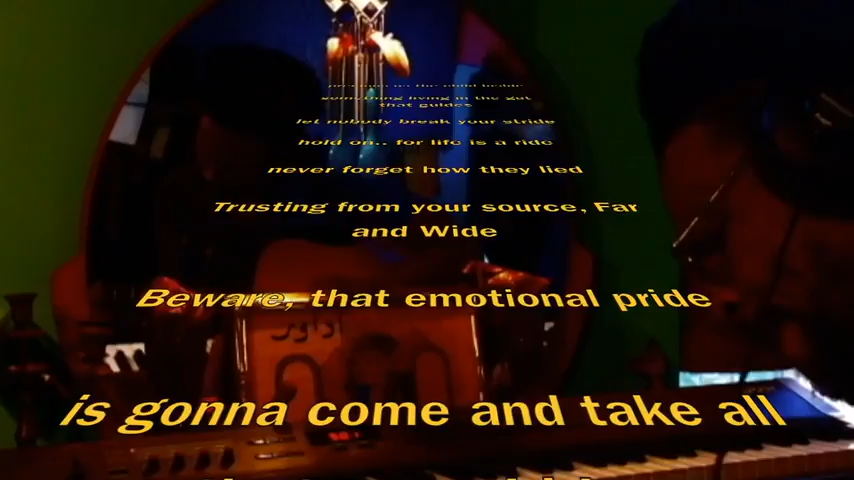 something living in the gut
that guides
let nobody break your stride
hold on.. for life is a ride
never forget how they lied
Trusting from your source, Far
and Wide
Beware, that emotional pride
is gonna come and take all